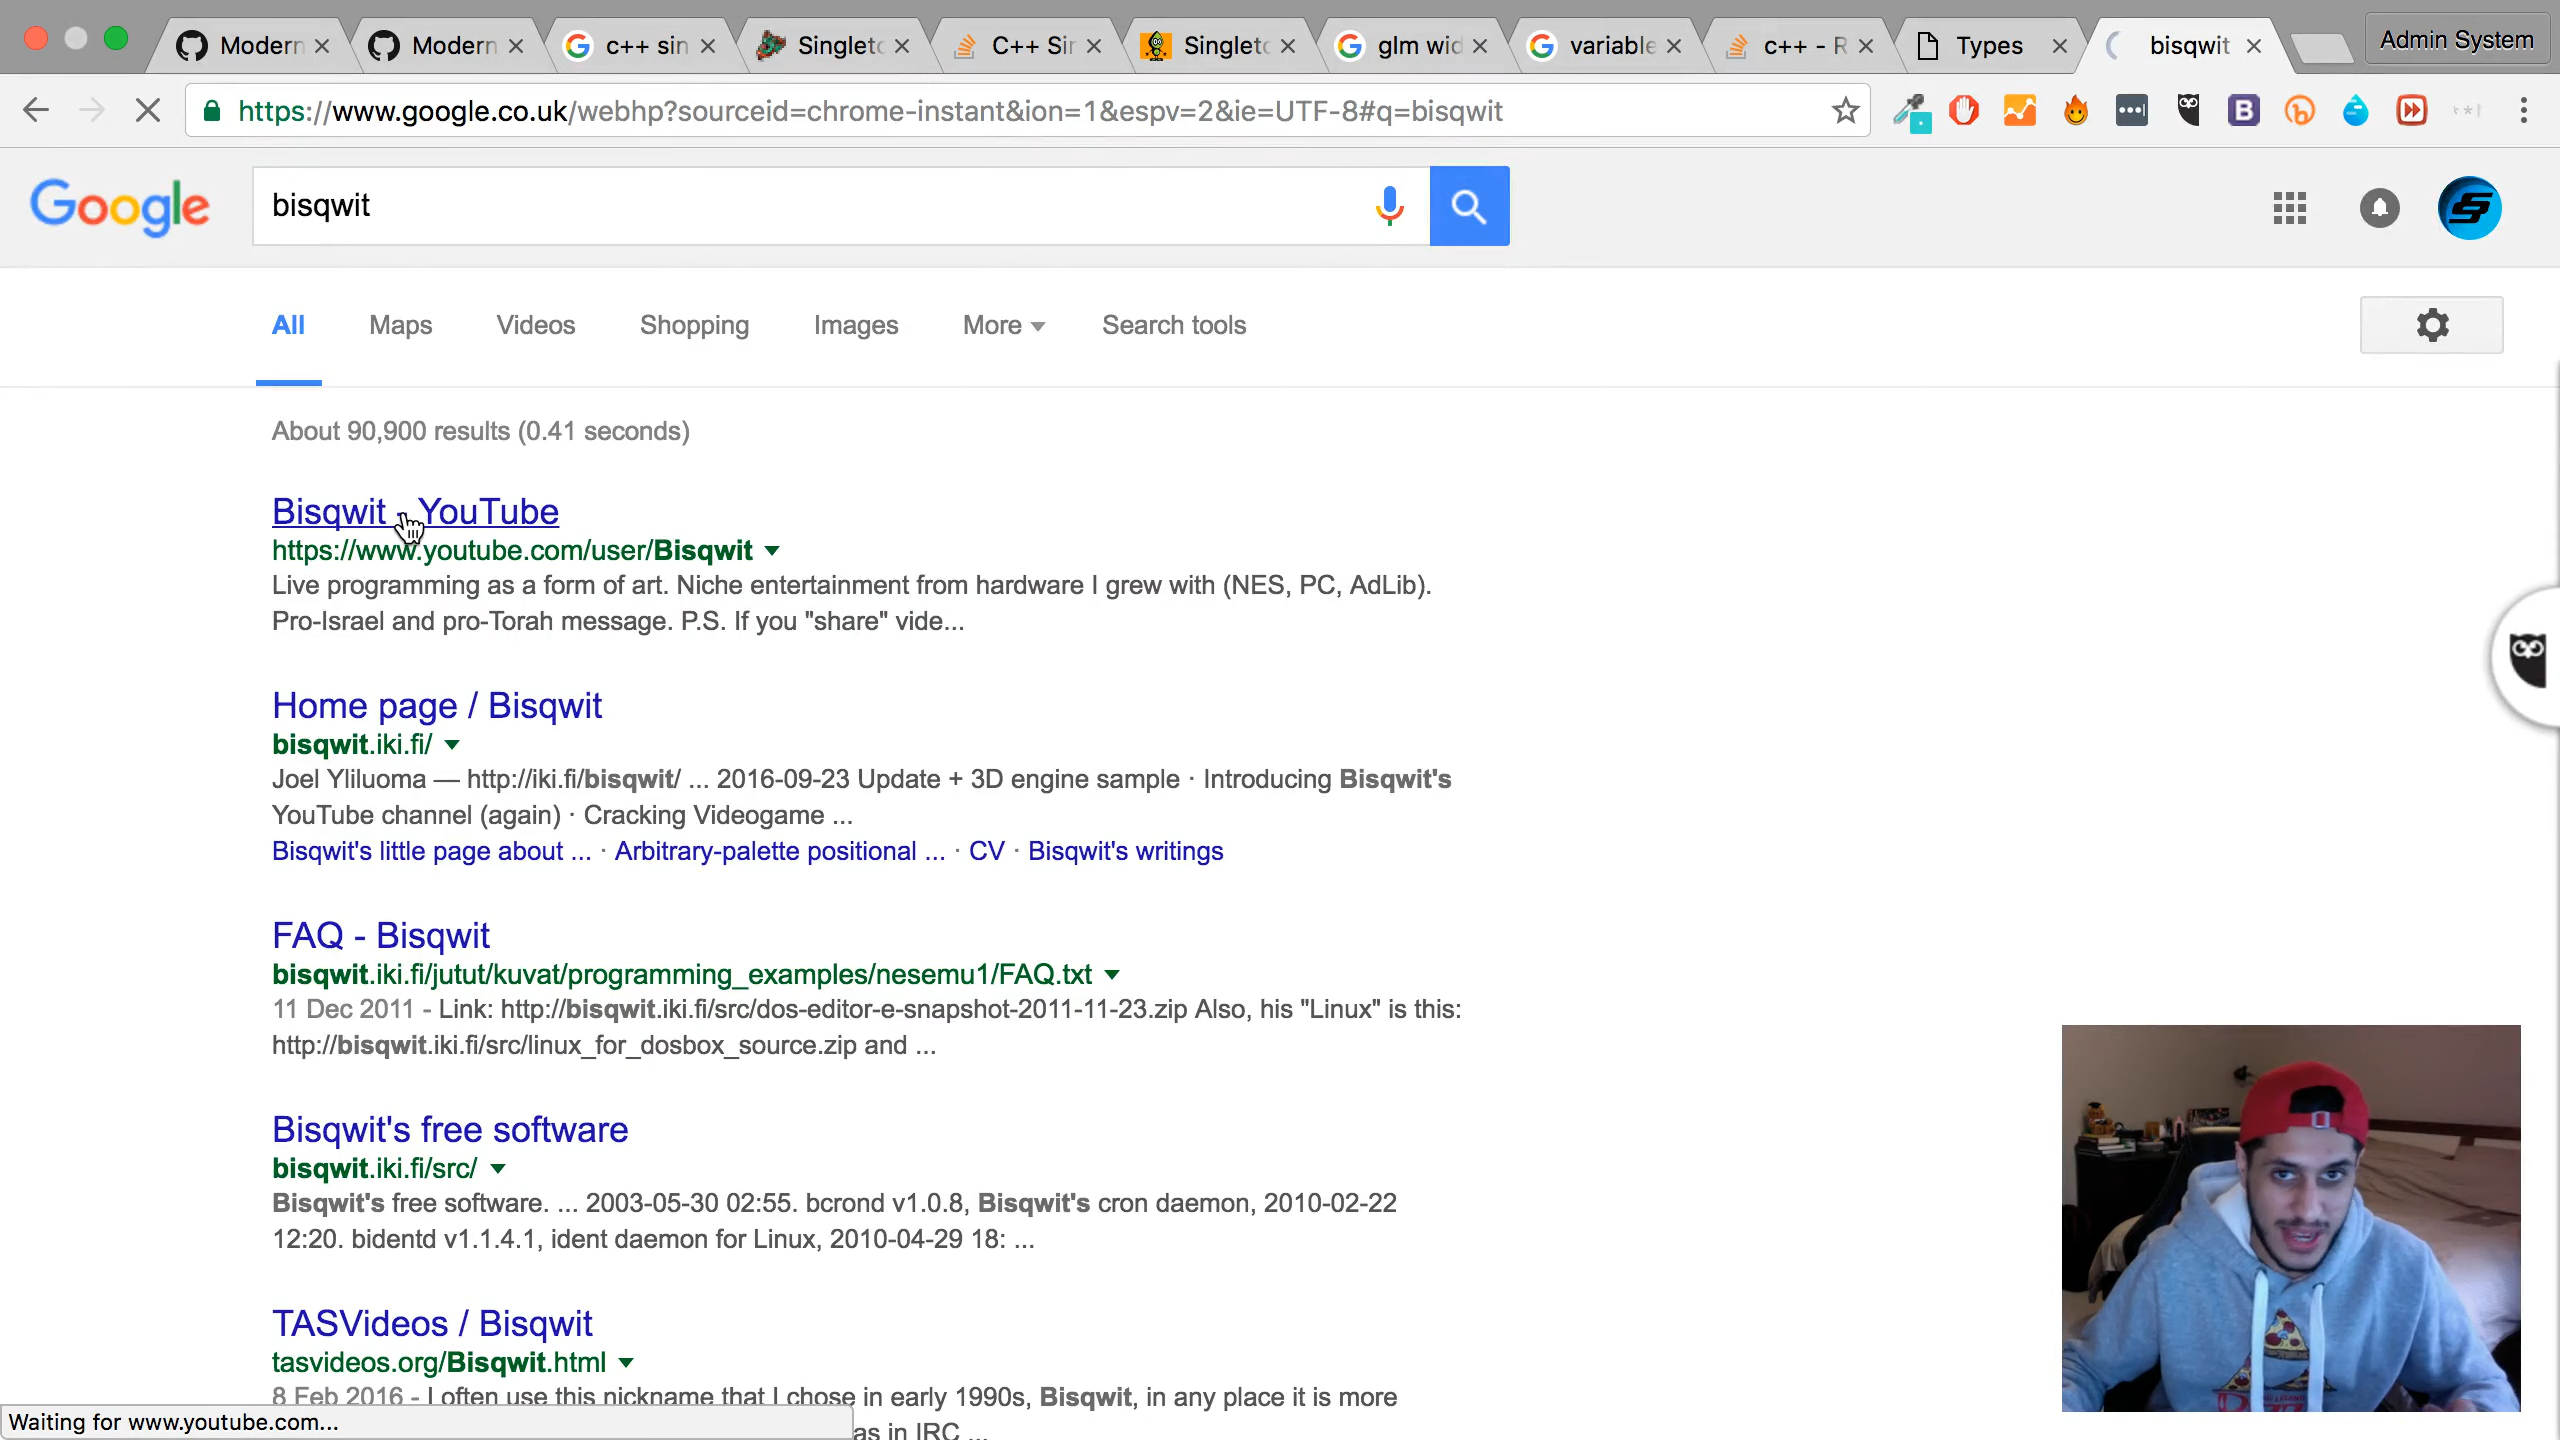 Modern
Modern
c++ sin
Singleto
C++ Sin
Singleto
glm wid
variable
c++ - R
Types
bisqwit
Admin System
https://www.google.co.uk/webhp?sourceid=chrome-instant&ion=1&espv=2&ie=UTF-8#q=bisqwit
Google
bisqwit
All Maps Videos Shopping Images More Search tools
About 90,900 results (0.41 seconds)
Bisqwit - YouTube
https://www.youtube.com/user/Bisqwit
Live programming as a form of art. Niche entertainment from hardware I grew with (NES, PC, AdLib).
Pro-Israel and pro-Torah message. P.S. If you "share" vide...
Home page / Bisqwit
bisqwit.iki.fi/
Joel Yliluoma — http://iki.fi/bisqwit/ ... 2016-09-23 Update + 3D engine sample · Introducing Bisqwit's
YouTube channel (again) · Cracking Videogame ...
Bisqwit's little page about ... · Arbitrary-palette positional ... · CV · Bisqwit's writings
FAQ - Bisqwit
bisqwit.iki.fi/jutut/kuvat/programming_examples/nesemu1/FAQ.txt
11 Dec 2011 - Link: http://bisqwit.iki.fi/src/dos-editor-e-snapshot-2011-11-23.zip Also, his "Linux" is this:
http://bisqwit.iki.fi/src/linux_for_dosbox_source.zip and ...
Bisqwit's free software
bisqwit.iki.fi/src/
Bisqwit's free software. ... 2003-05-30 02:55. bcrond v1.0.8, Bisqwit's cron daemon, 2010-02-22
12:20. bidentd v1.1.4.1, ident daemon for Linux, 2010-04-29 18: ...
TASVideos / Bisqwit
tasvideos.org/Bisqwit.html
8 Feb 2016 - I often use this nickname that I chose in early 1990s, Bisqwit, in any place it is more
as in IRC ...
Waiting for www.youtube.com...